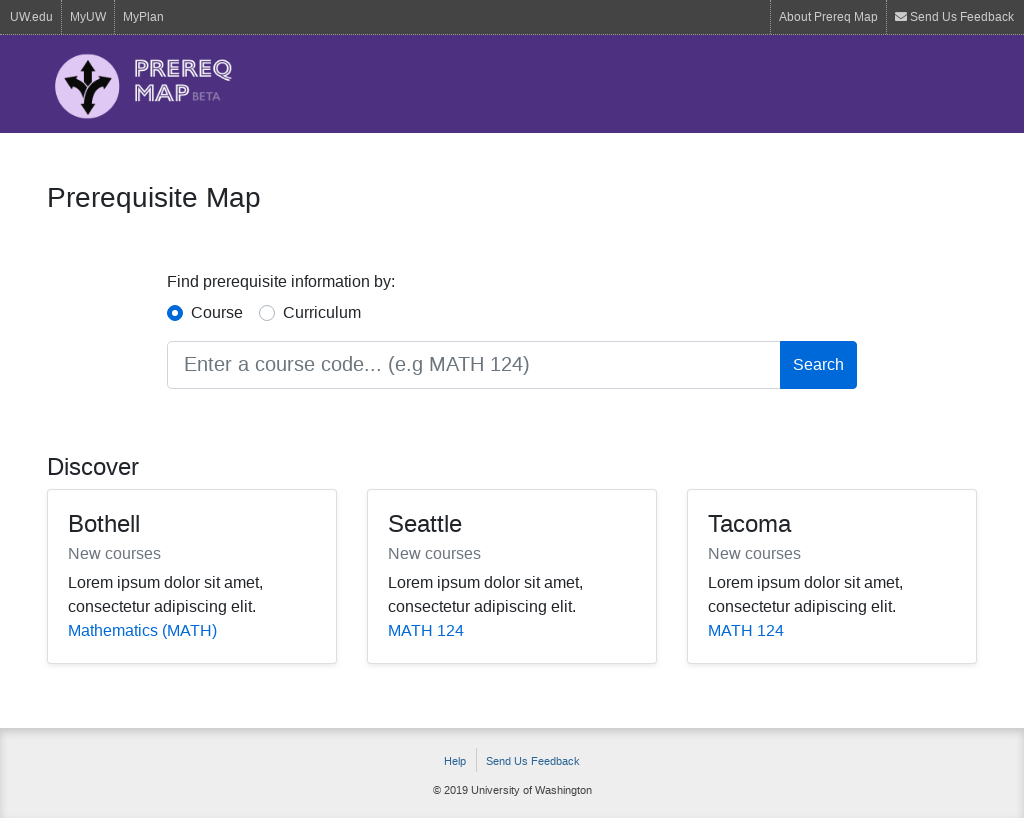 UW.edu MyUW MyPlan About Prereq Map Send Us Feedback
PREREQ
MAP BETA
Prerequisite Map
Find prerequisite information by:
Course Curriculum
Enter a course code... (e.g MATH 124) Search
Discover
Bothell
New courses
Lorem ipsum dolor sit amet,
consectetur adipiscing elit.
Mathematics (MATH)
Seattle
New courses
Lorem ipsum dolor sit amet,
consectetur adipiscing elit.
MATH 124
Tacoma
New courses
Lorem ipsum dolor sit amet,
consectetur adipiscing elit.
MATH 124
Help Send Us Feedback
© 2019 University of Washington